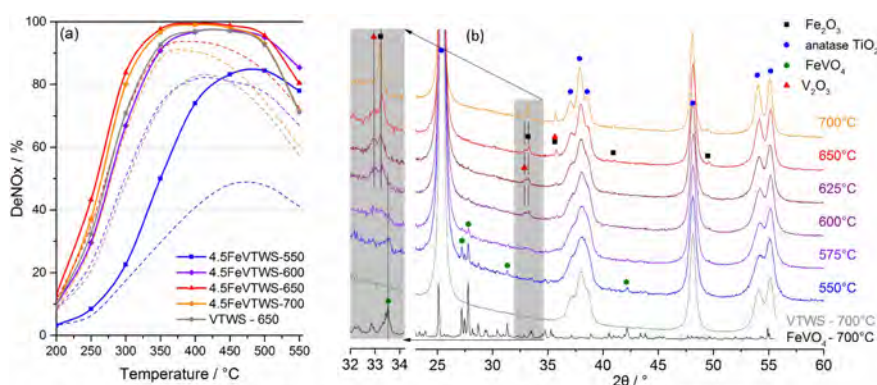 (a)
100
80
60
40
20
0
DeNOx / %
200 250 300 350 400 450 500 550
Temperature / °C
4.5FeVTWS-550
4.5FeVTWS-600
4.5FeVTWS-650
4.5FeVTWS-700
VTWS - 650
(b)
Fe₂O₃
anatase TiO₂
FeVO₄
V₂O₃
700°C
650°C
625°C
600°C
575°C
550°C
VTWS - 700°C
FeVO₄ - 700°C
32 33 34 25 30 35 40 45 50 55 60
2θ / °